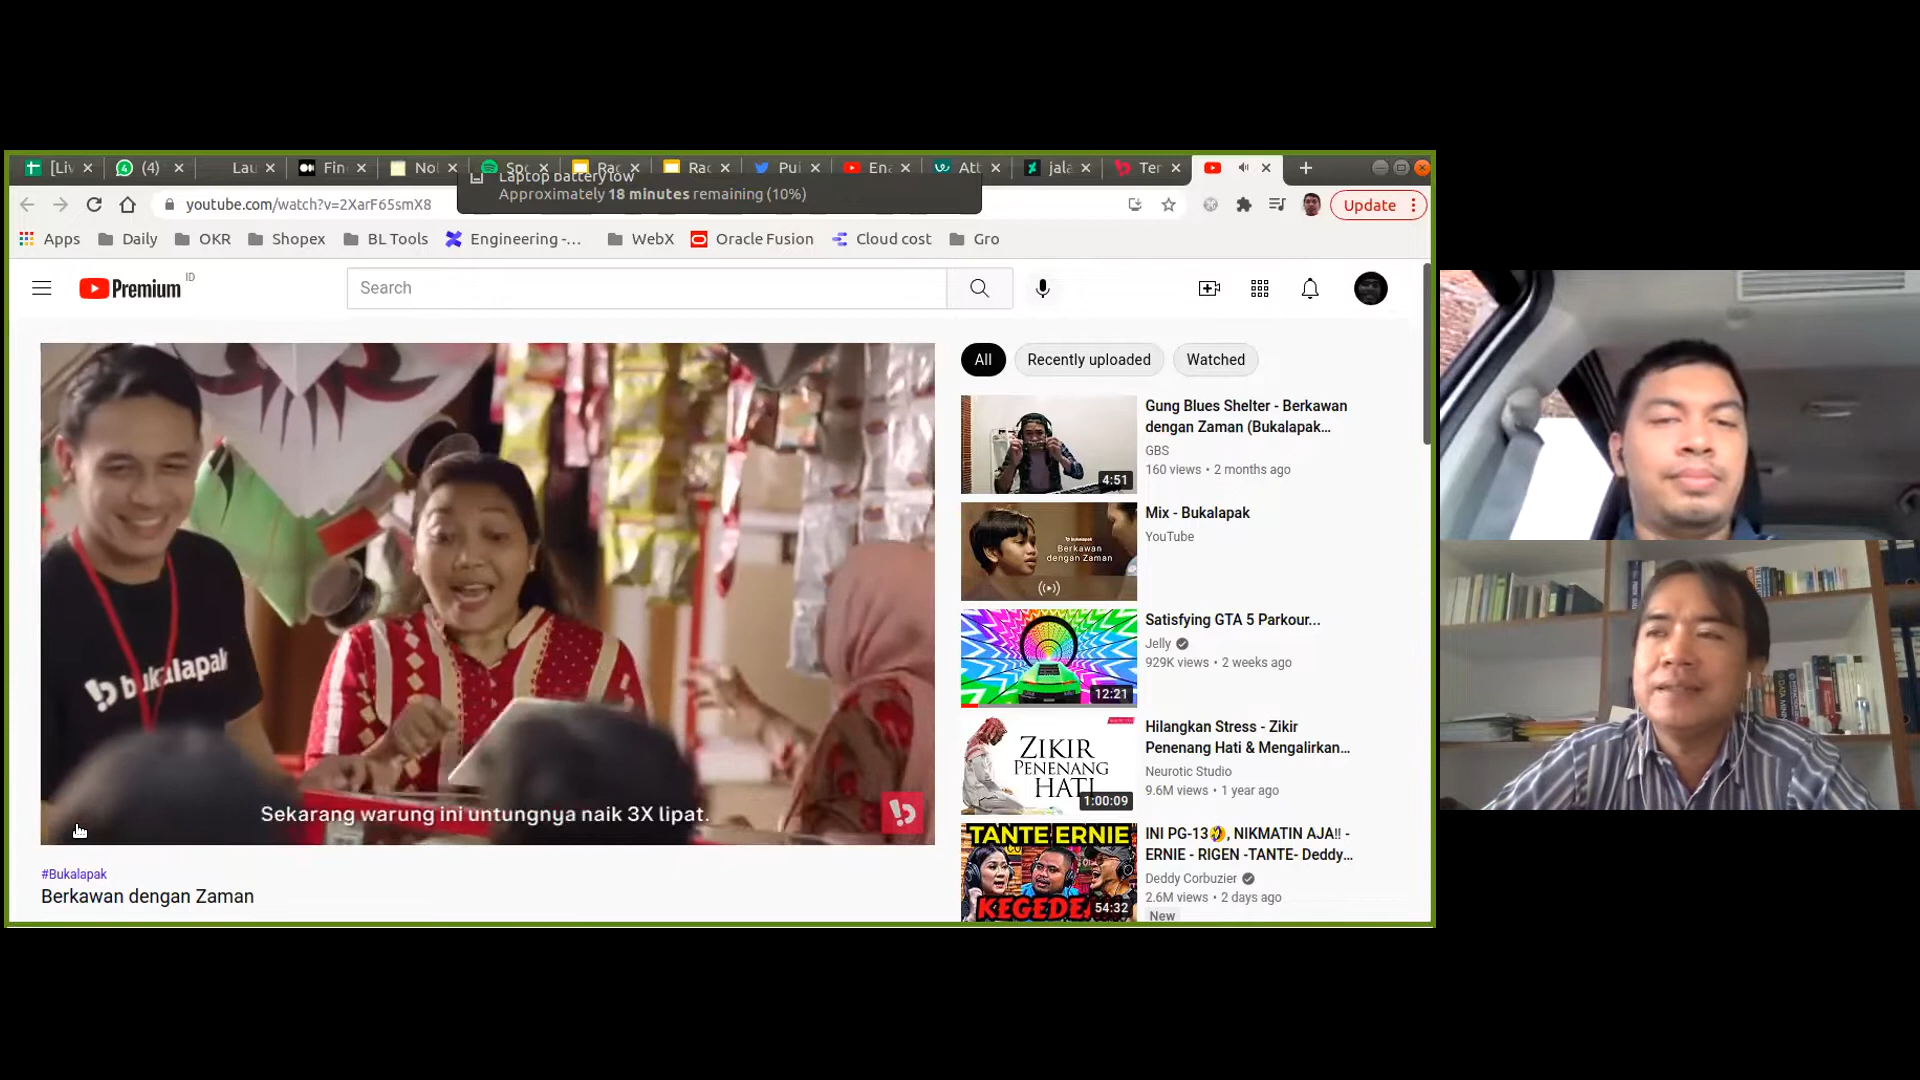 [Liv
(4)
Lau
Fin
Not
Spo
Rac
Rac
Pui
Ena
Att
jala
Ter
Laptop battery low
Approximately 18 minutes remaining (10%)
youtube.com/watch?v=2XarF65smX8
Update
Apps
Daily
OKR
Shopex
BL Tools
Engineering -...
WebX
Oracle Fusion
Cloud cost
Gro
Premium
ID
Search
All
Recently uploaded
Watched
bukalapak
Sekarang warung ini untungnya naik 3X lipat.
#Bukalapak
Berkawan dengan Zaman
4:51
Gung Blues Shelter - Berkawan
dengan Zaman (Bukalapak...
GBS
160 views • 2 months ago
bukalapak
Berkawan
dengan Zaman
Mix - Bukalapak
YouTube
12:21
Satisfying GTA 5 Parkour...
Jelly
929K views • 2 weeks ago
ZIKIR
PENENANG
HATI
1:00:09
Hilangkan Stress - Zikir
Penenang Hati & Mengalirkan...
Neurotic Studio
9.6M views • 1 year ago
TANTE ERNIE
KEGEDE
54:32
INI PG-13🤣, NIKMATIN AJA!! -
ERNIE - RIGEN -TANTE- Deddy...
Deddy Corbuzier
2.6M views • 2 days ago
New
DATA MINING